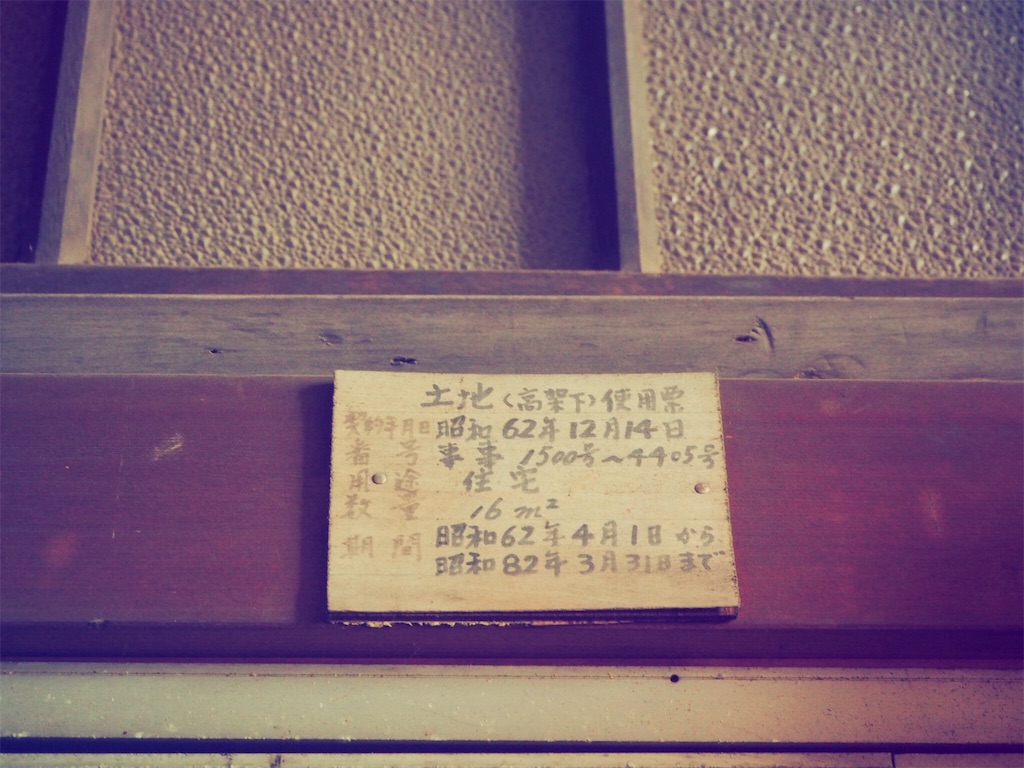 土地(高架下)使用票
契約年月日 昭和62年12月14日
番号 事事 1500号~4405号
用途 住宅
数量 16m²
期間 昭和62年4月1日から
昭和82年3月31日まで